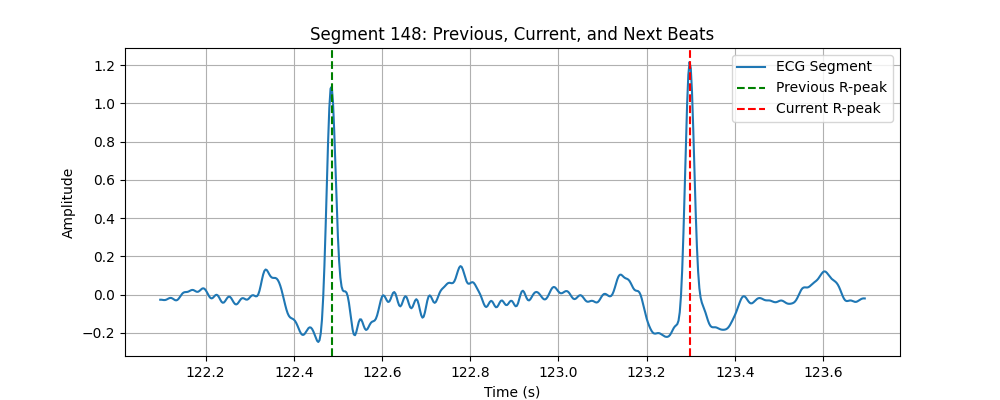 Segment 148: Previous, Current, and Next Beats
ECG Segment
Previous R-peak
Current R-peak
Amplitude
1.2
1.0
0.8
0.6
0.4
0.2
0.0
−0.2
122.2 122.4 122.6 122.8 123.0 123.2 123.4 123.6
Time (s)